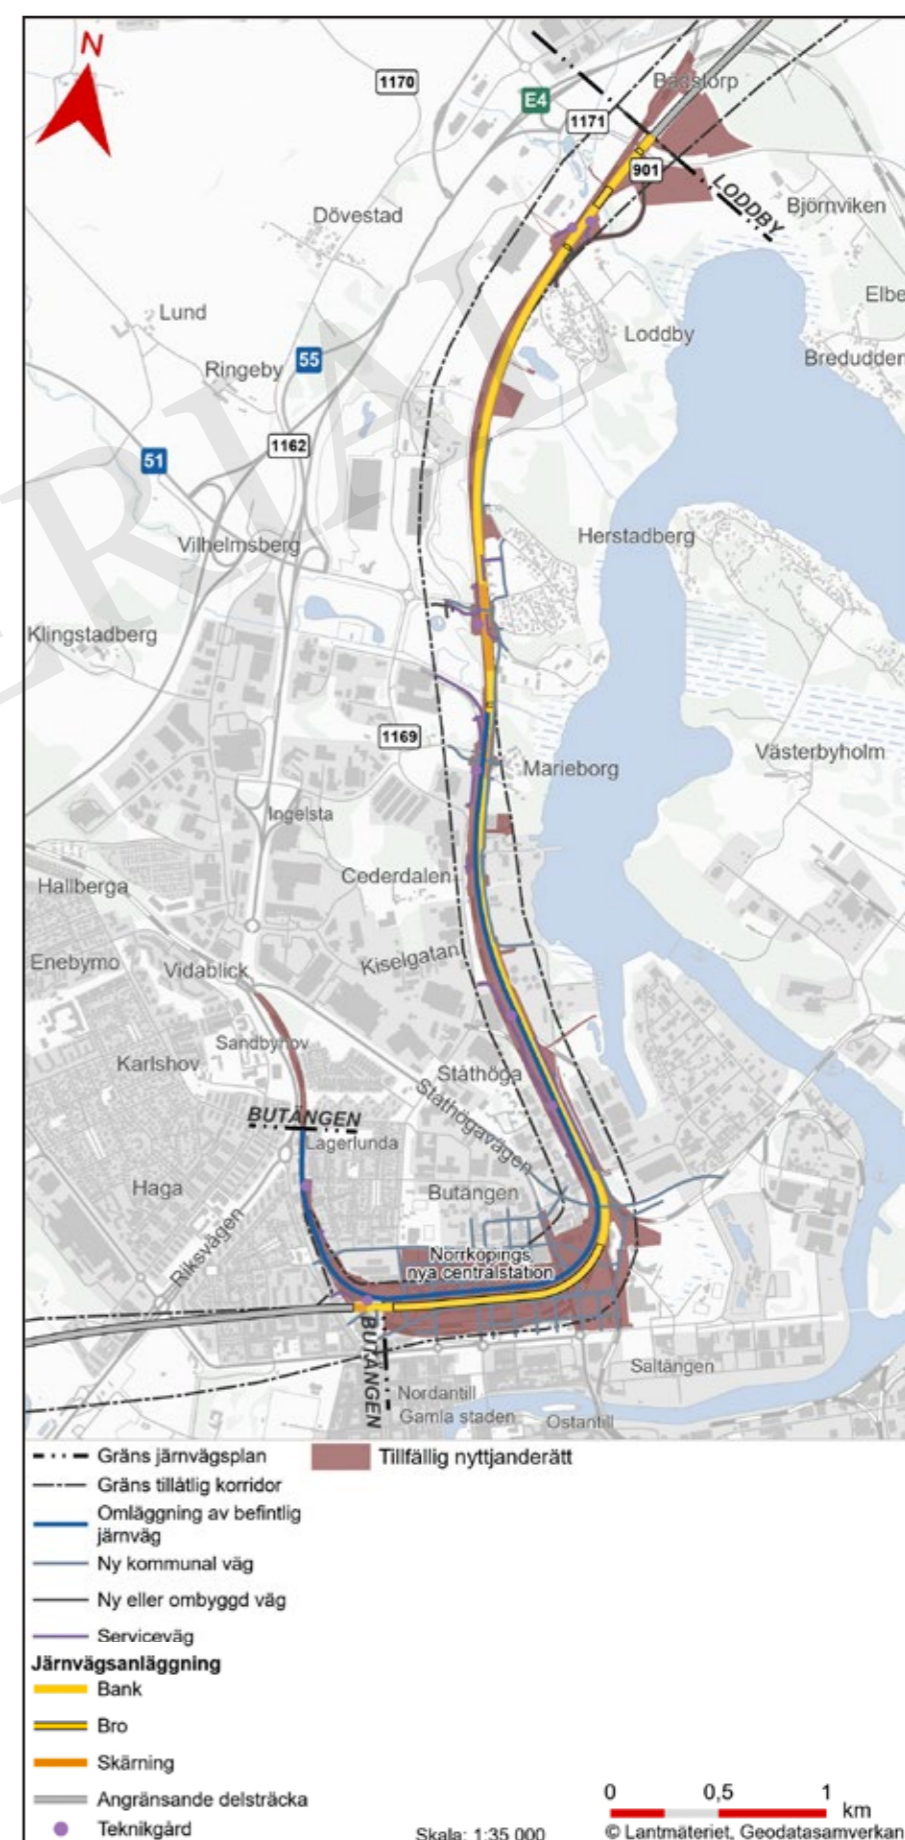 N
1170
E4
Badstorp
1171
901
LODDBY
Björnviken
Dövestad
Lund
Loddby
Bredudden
Ringeby
55
1162
51
Herstadberg
Vilhelmsberg
Klingstadberg
1169
Västerbyholm
Marieborg
Ingelsta
Hallberga
Cederdalen
Enebymo
Vidablick
Kiselgatan
Sandbyhov
Karlshov
Ståthöga
BUTÄNGEN
Lagerlunda
Ståthögavägen
Haga
Butängen
Riksvägen
Norrköpings
nya centralstation
BUTÄNGEN
Saltängen
Nordantill
Gamla staden
Östantill
Gräns järnvägsplan
Tillfällig nyttjanderätt
Gräns tillåtlig korridor
Omläggning av befintlig
järnväg
Ny kommunal väg
Ny eller ombyggd väg
Serviceväg
Järnvägsanläggning
Bank
Bro
Skärning
Angränsande delsträcka
Teknikgård
0 0,5 1
km
Skala: 1:35 000
© Lantmäteriet, Geodatasamverkan